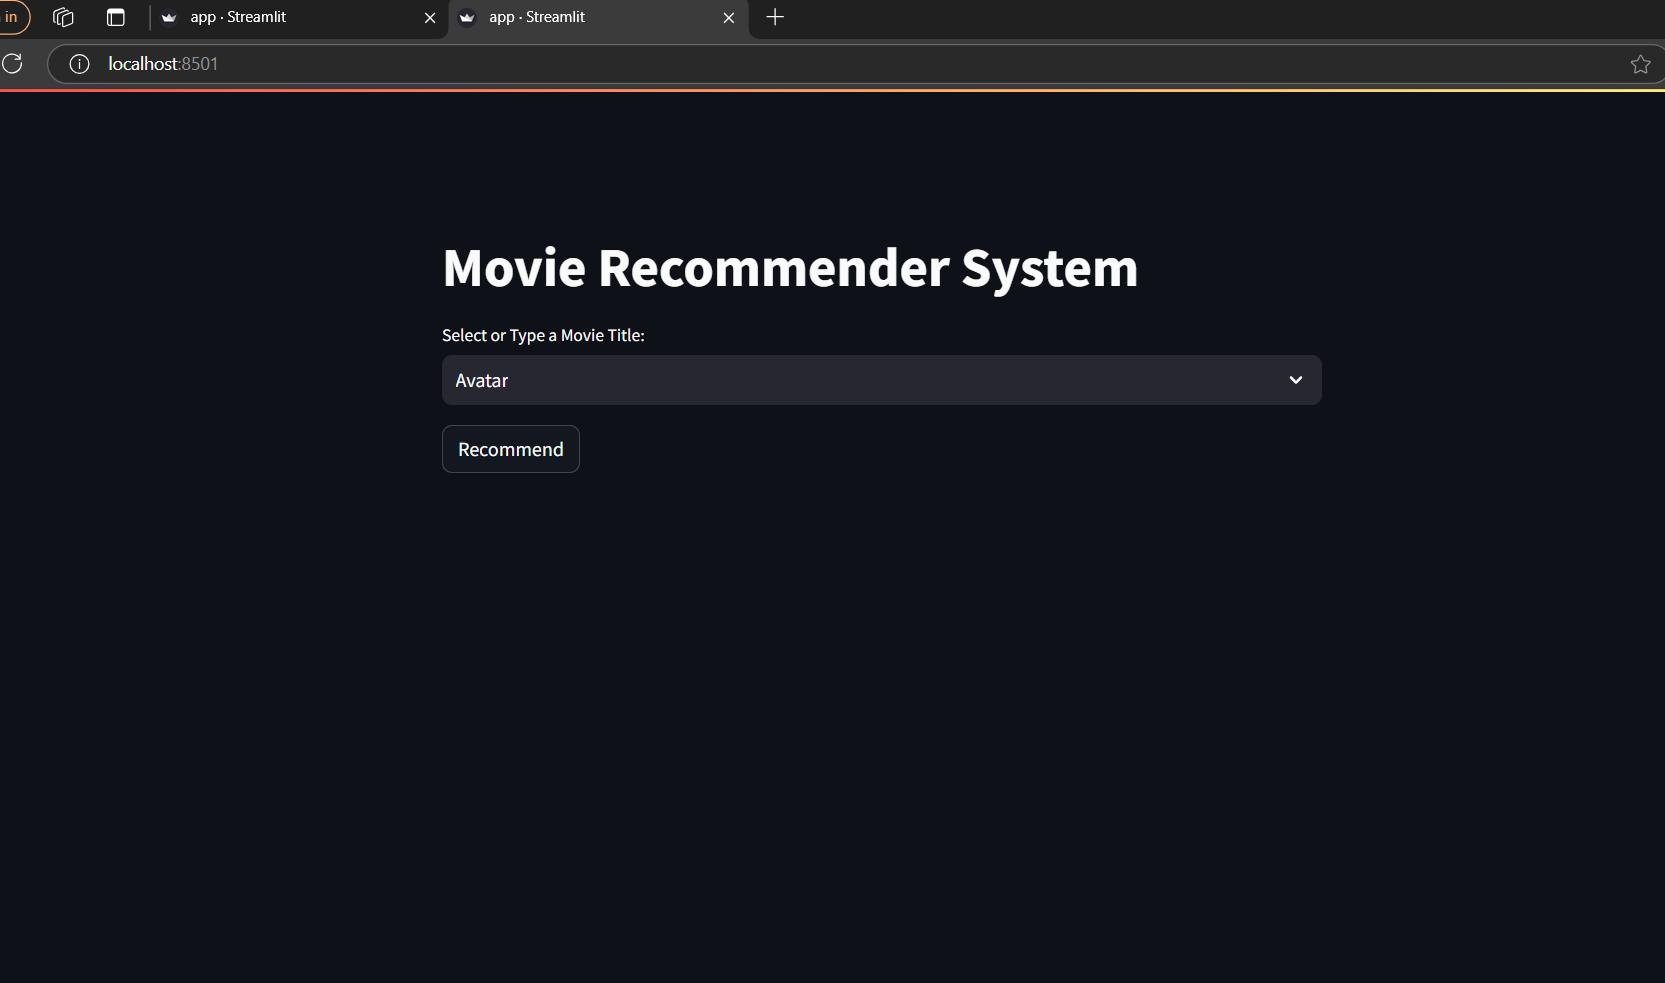 in
app · Streamlit
app · Streamlit
localhost:8501
Movie Recommender System
Select or Type a Movie Title:
Avatar
Recommend